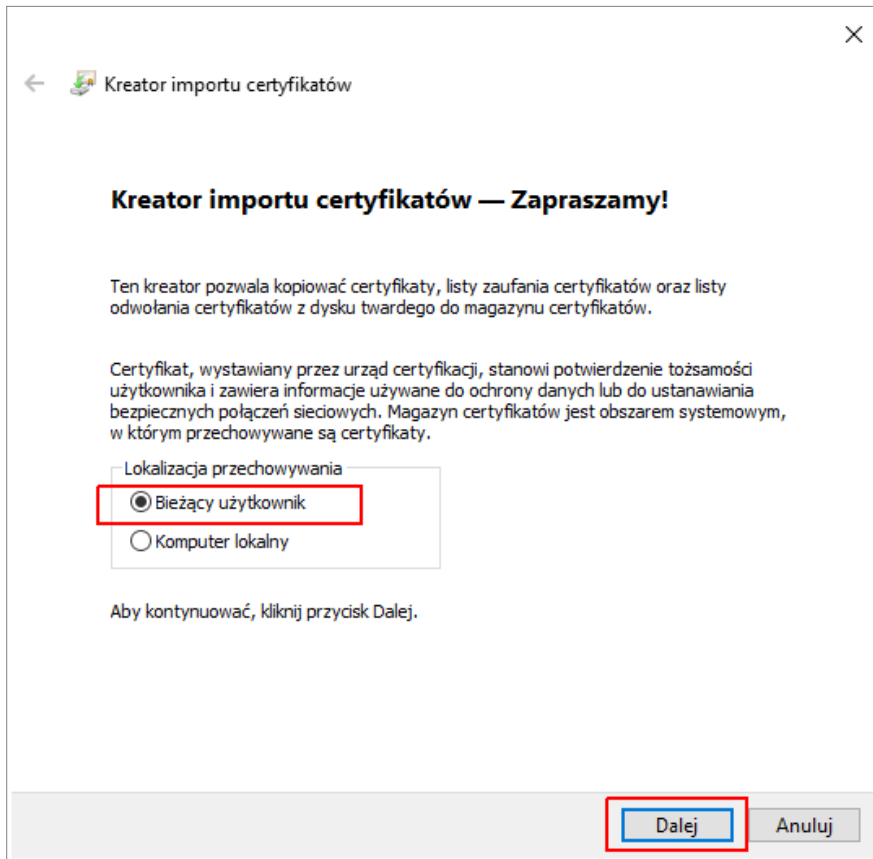 Kreator importu certyfikatów
Kreator importu certyfikatów — Zapraszamy!
Ten kreator pozwala kopiować certyfikaty, listy zaufania certyfikatów oraz listy
odwołania certyfikatów z dysku twardego do magazynu certyfikatów.
Certyfikat, wystawiany przez urząd certyfikacji, stanowi potwierdzenie tożsamości
użytkownika i zawiera informacje używane do ochrony danych lub do ustanawiania
bezpiecznych połączeń sieciowych. Magazyn certyfikatów jest obszarem systemowym,
w którym przechowywane są certyfikaty.
Lokalizacja przechowywania
Bieżący użytkownik
Komputer lokalny
Aby kontynuować, kliknij przycisk Dalej.
Dalej Anuluj